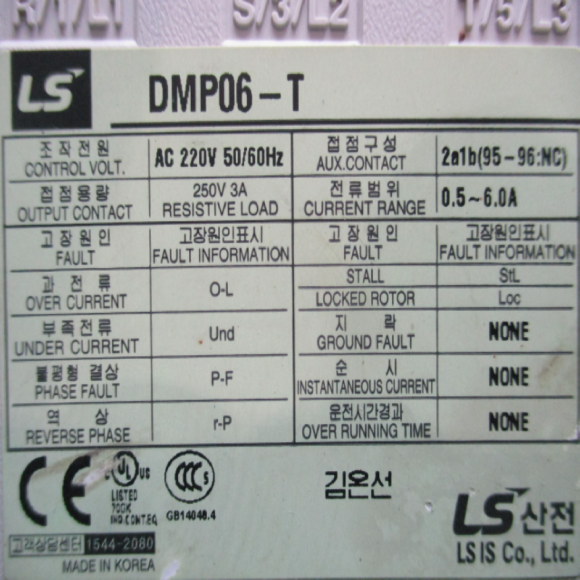 R/1/L1 S/3/L2 T/5/L3
LS DMP06-T
조작전원 AC 220V 50/60Hz 접점구성 2a1b(95-96:NC)
CONTROL VOLT. AUX.CONTACT
접점용량 250V 3A 전류범위 0.5~6.0A
OUTPUT CONTACT RESISTIVE LOAD CURRENT RANGE
고장원인 고장원인표시 고장원인 고장원인표시
FAULT FAULT INFORMATION FAULT FAULT INFORMATION
과전류 O-L STALL StL
OVER CURRENT LOCKED ROTOR Loc
부족전류 Und 지락 NONE
UNDER CURRENT GROUND FAULT
불평형 결상 P-F 순시 NONE
PHASE FAULT INSTANTANEOUS CURRENT
역상 r-P 운전시간경과 NONE
REVERSE PHASE OVER RUNNING TIME
CE C UL US CCC S 김온선
LISTED
70GK
IND.CONT.EQ. GB14048.4
LS 산전
고객상담센터 1544-2080 LS IS Co., Ltd.
MADE IN KOREA